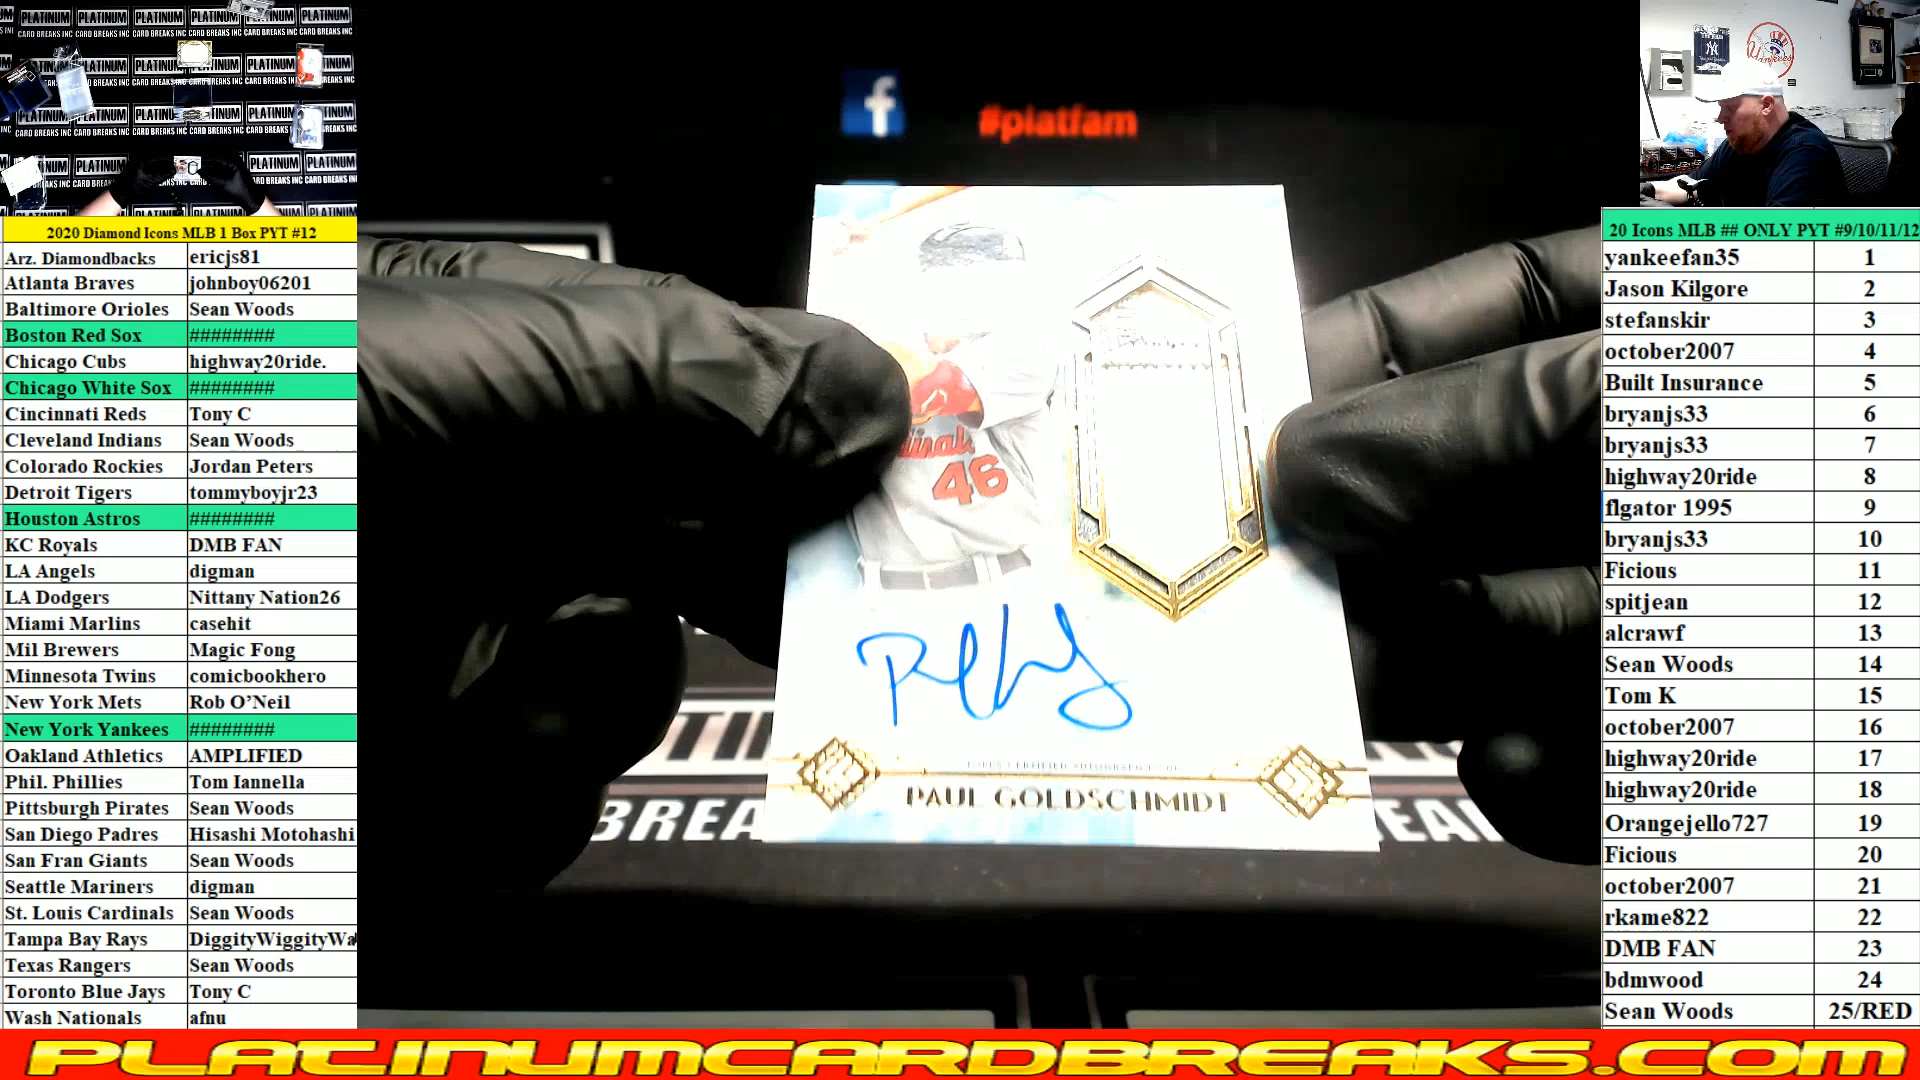 #platfam
2020 Diamond Icons MLB 1 Box PYT #12
Arz. Diamondbacks ericjs81
Atlanta Braves johnboy06201
Baltimore Orioles Sean Woods
Boston Red Sox ########
Chicago Cubs highway20ride.
Chicago White Sox ########
Cincinnati Reds Tony C
Cleveland Indians Sean Woods
Colorado Rockies Jordan Peters
Detroit Tigers tommyboyjr23
Houston Astros ########
KC Royals DMB FAN
LA Angels digman
LA Dodgers Nittany Nation26
Miami Marlins casehit
Mil Brewers Magic Fong
Minnesota Twins comicbookhero
New York Mets Rob O’Neil
New York Yankees ########
Oakland Athletics AMPLIFIED
Phil. Phillies Tom Iannella
Pittsburgh Pirates Sean Woods
San Diego Padres Hisashi Motohashi
San Fran Giants Sean Woods
Seattle Mariners digman
St. Louis Cardinals Sean Woods
Tampa Bay Rays DiggityWiggityWa
Texas Rangers Sean Woods
Toronto Blue Jays Tony C
Wash Nationals afnu
46
PAUL GOLDSCHMIDT
20 Icons MLB ## ONLY PYT #9/10/11/12
yankeefan35 1
Jason Kilgore 2
stefanskir 3
october2007 4
Built Insurance 5
bryanjs33 6
bryanjs33 7
highway20ride 8
flgator 1995 9
bryanjs33 10
Ficious 11
spitjean 12
alcrawf 13
Sean Woods 14
Tom K 15
october2007 16
highway20ride 17
highway20ride 18
Orangejello727 19
Ficious 20
october2007 21
rkame822 22
DMB FAN 23
bdmwood 24
Sean Woods 25/RED
PLATINUMCARDBREAKS.COM